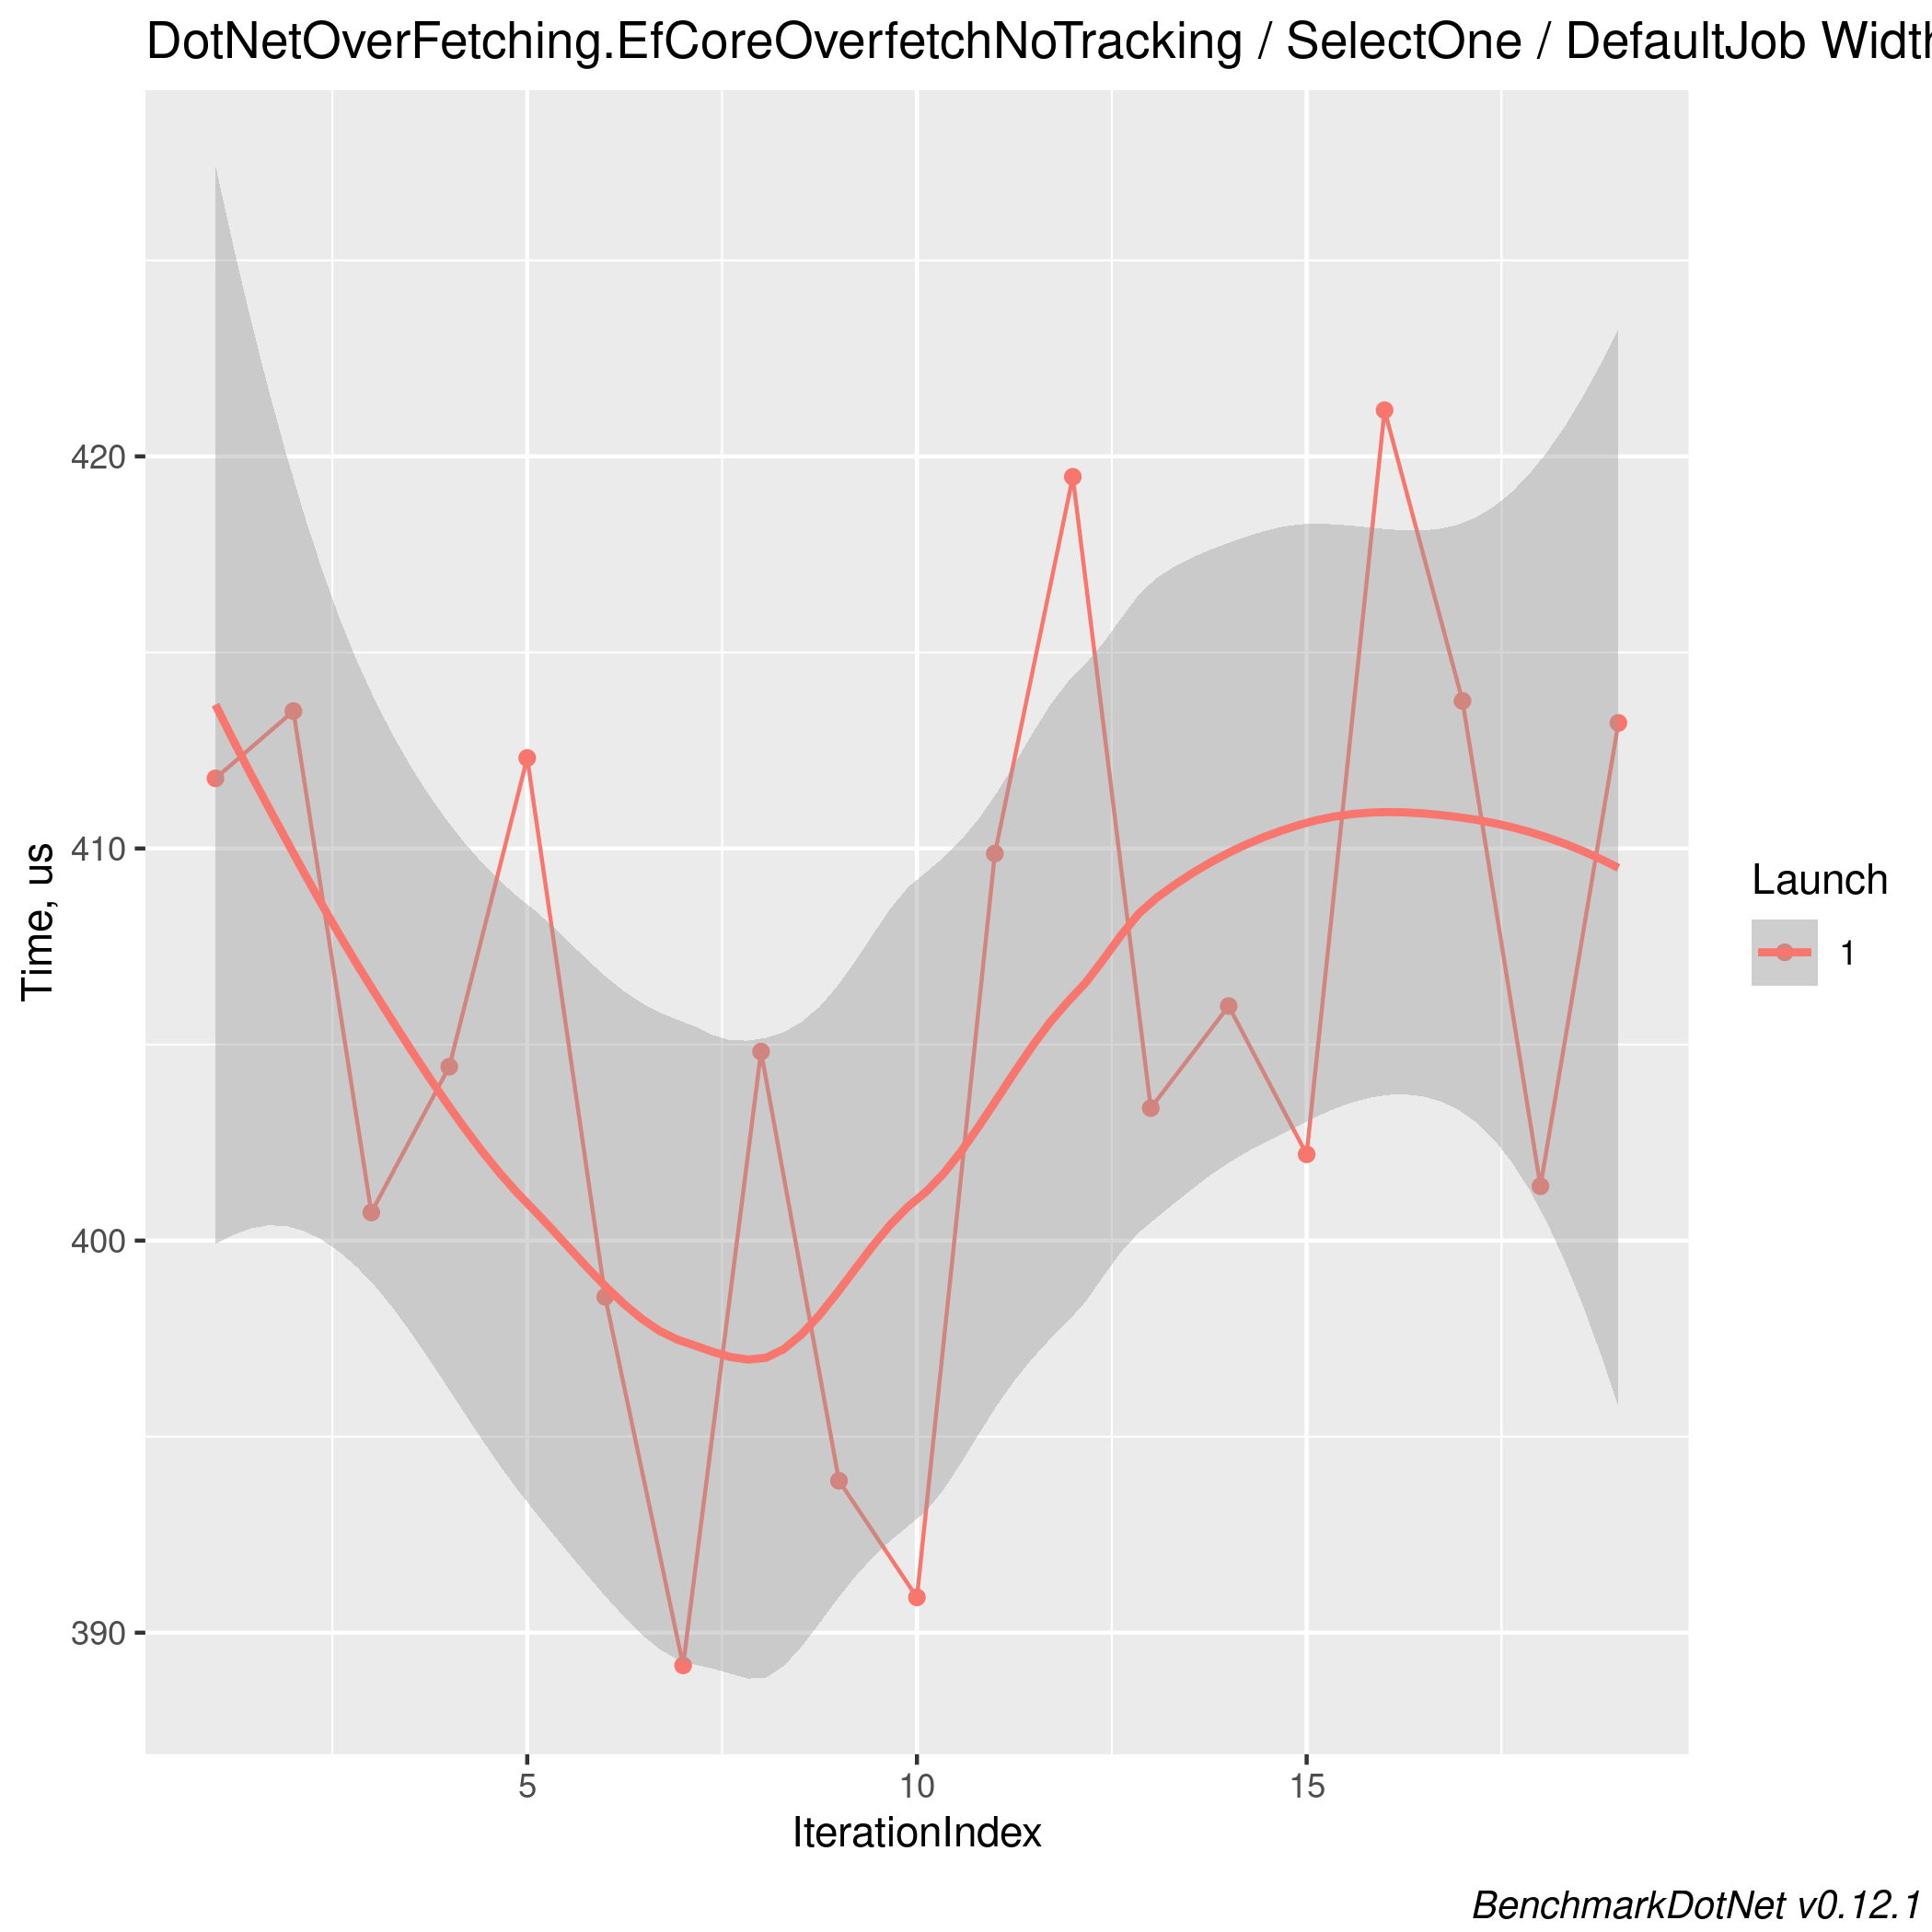 DotNetOverFetching.EfCoreOverfetchNoTracking / SelectOne / DefaultJob
Time, us
420
410
400
390
5
10
15
IterationIndex
Launch
1
BenchmarkDotNet v0.12.1